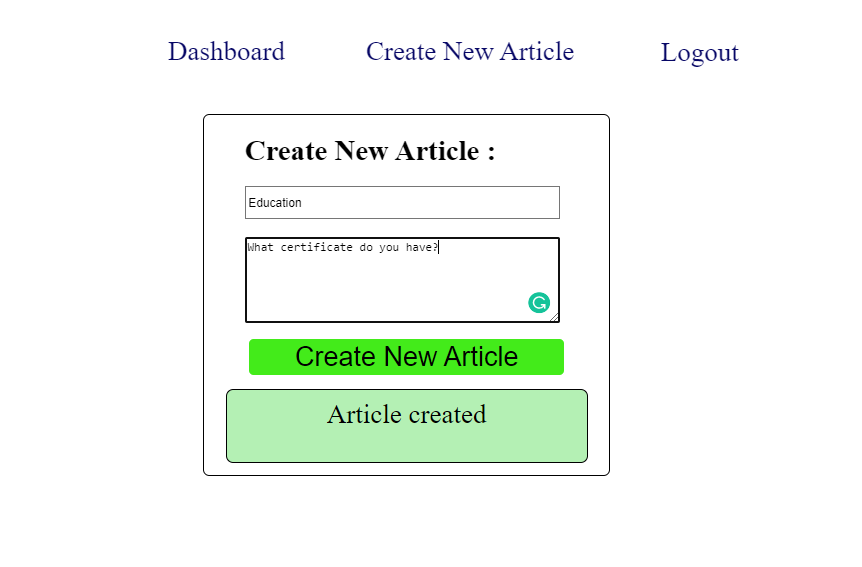 Dashboard Create New Article Logout
Create New Article :
Education
What certificate do you have?
Create New Article
Article created